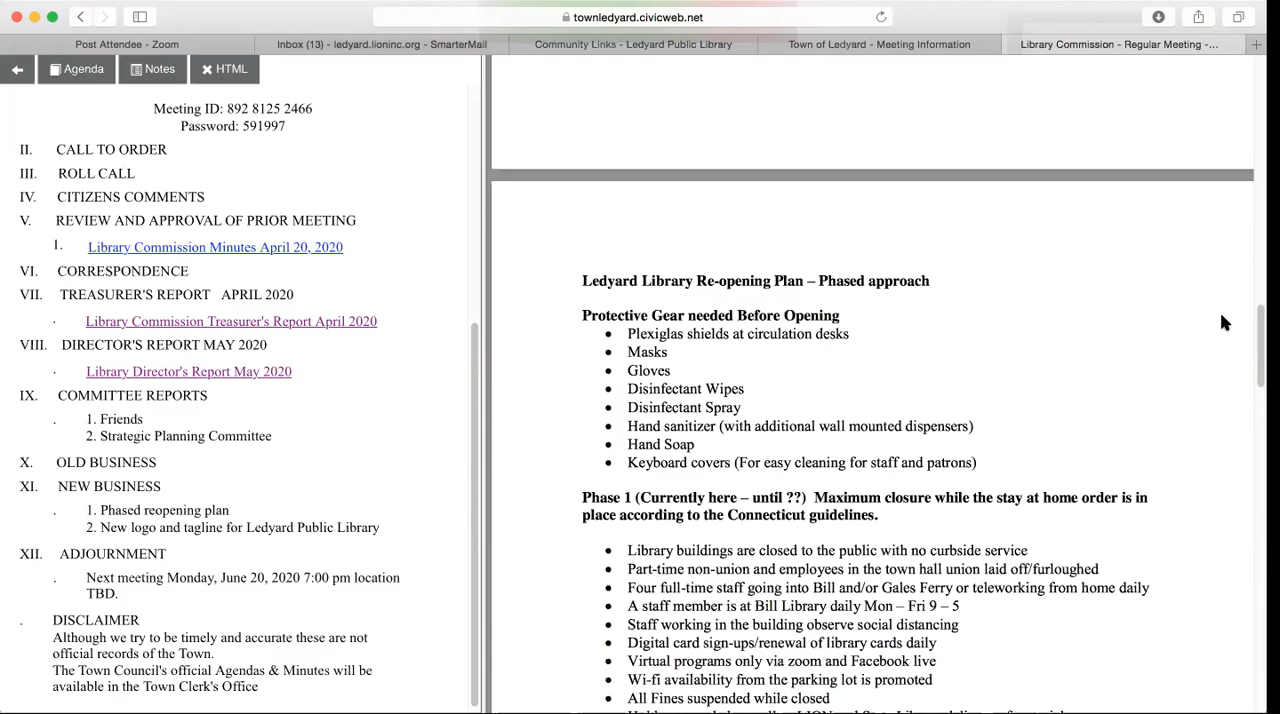 townledyard.civicweb.net
Post Attendee - Zoom
Inbox (13) - ledyard.lioninc.org - SmarterMail
Community Links - Ledyard Public Library
Town of Ledyard - Meeting Information
Library Commission - Regular Meeting -...
Agenda
Notes
HTML
Meeting ID: 892 8125 2466
Password: 591997
II. CALL TO ORDER
III. ROLL CALL
IV. CITIZENS COMMENTS
V. REVIEW AND APPROVAL OF PRIOR MEETING
I. Library Commission Minutes April 20, 2020
VI. CORRESPONDENCE
VII. TREASURER'S REPORT APRIL 2020
. Library Commission Treasurer's Report April 2020
VIII. DIRECTOR'S REPORT MAY 2020
. Library Director's Report May 2020
IX. COMMITTEE REPORTS
. 1. Friends
2. Strategic Planning Committee
X. OLD BUSINESS
XI. NEW BUSINESS
. 1. Phased reopening plan
2. New logo and tagline for Ledyard Public Library
XII. ADJOURNMENT
. Next meeting Monday, June 20, 2020 7:00 pm location
TBD.
. DISCLAIMER
Although we try to be timely and accurate these are not
official records of the Town.
The Town Council's official Agendas & Minutes will be
available in the Town Clerk's Office
Ledyard Library Re-opening Plan – Phased approach
Protective Gear needed Before Opening
• Plexiglas shields at circulation desks
• Masks
• Gloves
• Disinfectant Wipes
• Disinfectant Spray
• Hand sanitizer (with additional wall mounted dispensers)
• Hand Soap
• Keyboard covers (For easy cleaning for staff and patrons)
Phase 1 (Currently here – until ??) Maximum closure while the stay at home order is in
place according to the Connecticut guidelines.
• Library buildings are closed to the public with no curbside service
• Part-time non-union and employees in the town hall union laid off/furloughed
• Four full-time staff going into Bill and/or Gales Ferry or teleworking from home daily
• A staff member is at Bill Library daily Mon – Fri 9 – 5
• Staff working in the building observe social distancing
• Digital card sign-ups/renewal of library cards daily
• Virtual programs only via zoom and Facebook live
• Wi-fi availability from the parking lot is promoted
• All Fines suspended while closed